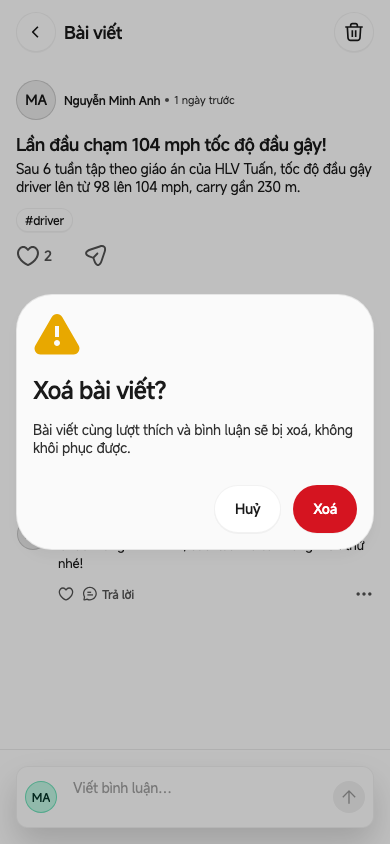 Bài viết
MA
Nguyễn Minh Anh • 1 ngày trước
Lần đầu chạm 104 mph tốc độ đầu gậy!
Sau 6 tuần tập theo giáo án của HLV Tuấn, tốc độ đầu gậy
driver lên từ 98 lên 104 mph, carry gần 230 m.
#driver
2
Xoá bài viết?
Bài viết cùng lượt thích và bình luận sẽ bị xoá, không
khôi phục được.
Huỷ
Xoá
nhé!
Trả lời
MA
Viết bình luận...